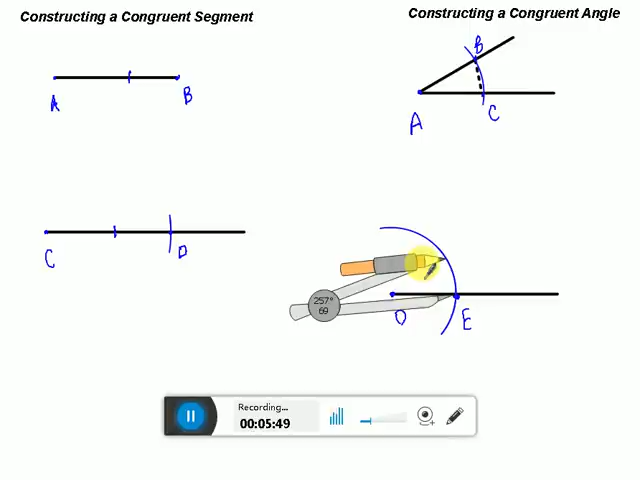 Constructing a Congruent Segment
Constructing a Congruent Angle
A
B
B
A
C
C
D
257°
69
D
E
Recording...
00:05:49